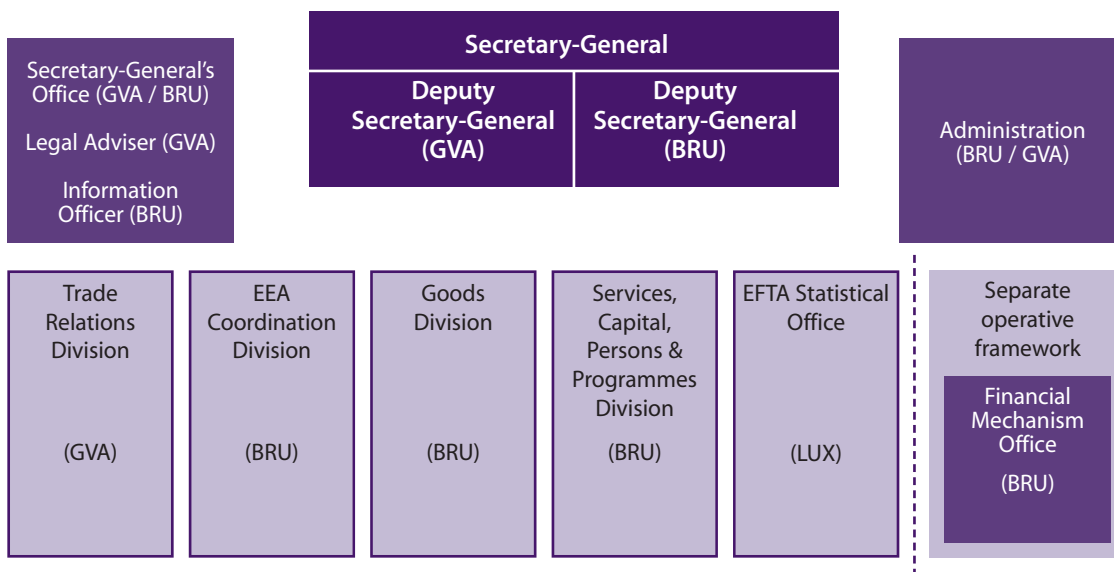 Secretary-General's
Office (GVA / BRU)
Legal Adviser (GVA)
Information
Officer (BRU)
Secretary-General
Deputy
Secretary-General
(GVA)
Deputy
Secretary-General
(BRU)
Administration
(BRU / GVA)
Trade
Relations
Division
(GVA)
EEA
Coordination
Division
(BRU)
Goods
Division
(BRU)
Services,
Capital,
Persons &
Programmes
Division
(BRU)
EFTA Statistical
Office
(LUX)
Separate
operative
framework
Financial
Mechanism
Office
(BRU)